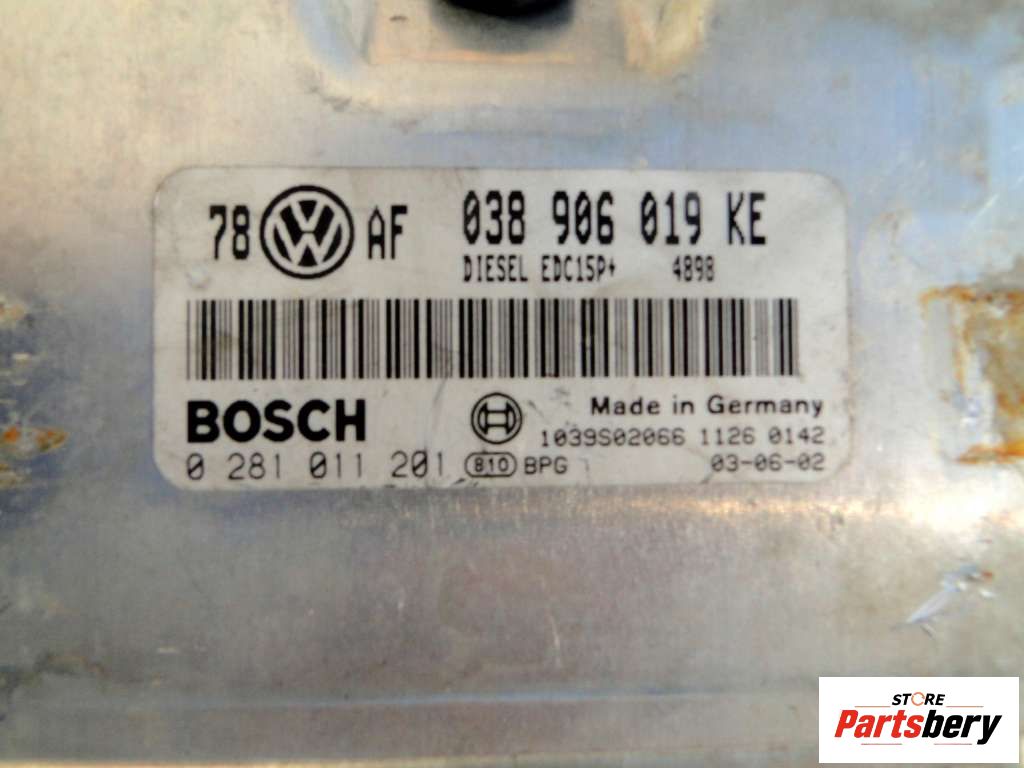 78 VW AF 038 906 019 KE
DIESEL EDC15P+ 4898
BOSCH
Made in Germany
1039S02066 1126 0142
0 281 011 201 810 BPG 03-06-02
STORE
Partsbery